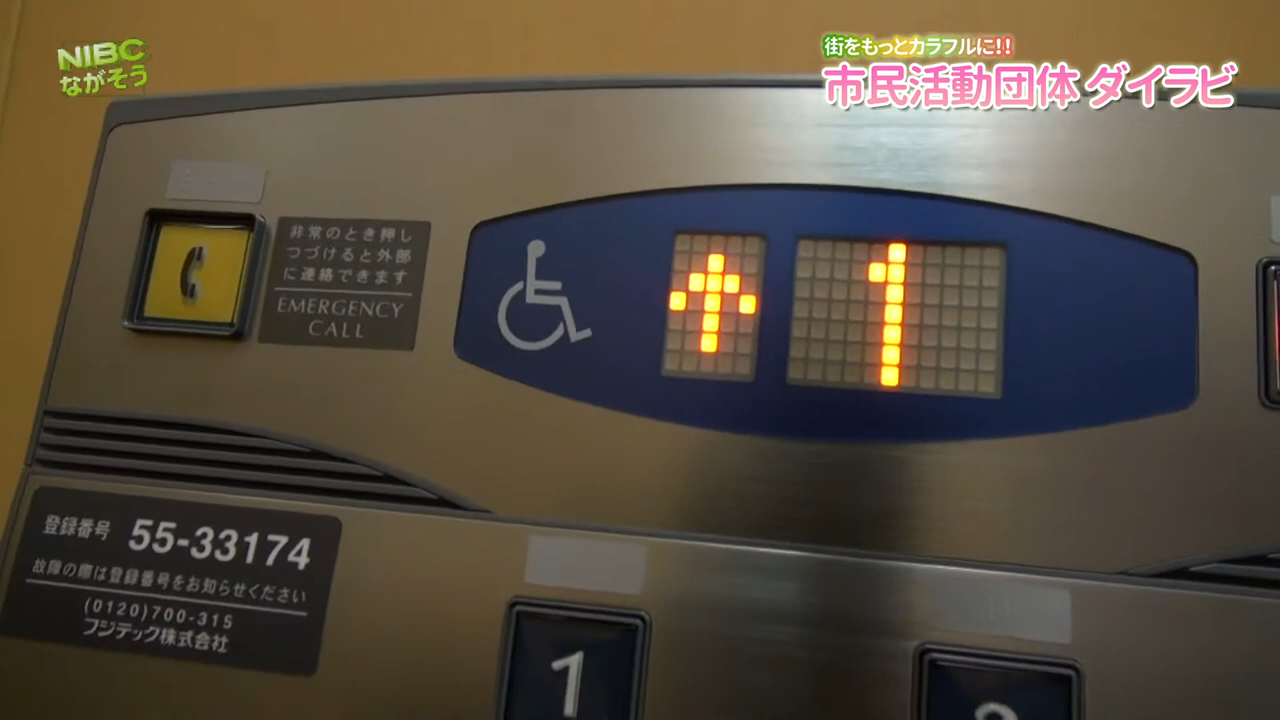 NIBC
ながそう
街をもっとカラフルに!!
市民活動団体 ダイラビ
非常のとき押し
つづけると外部
に連絡できます
EMERGENCY
CALL
1
登録番号 55-33174
故障の際は登録番号をお知らせください
(0120)700-315
フジテック株式会社
1